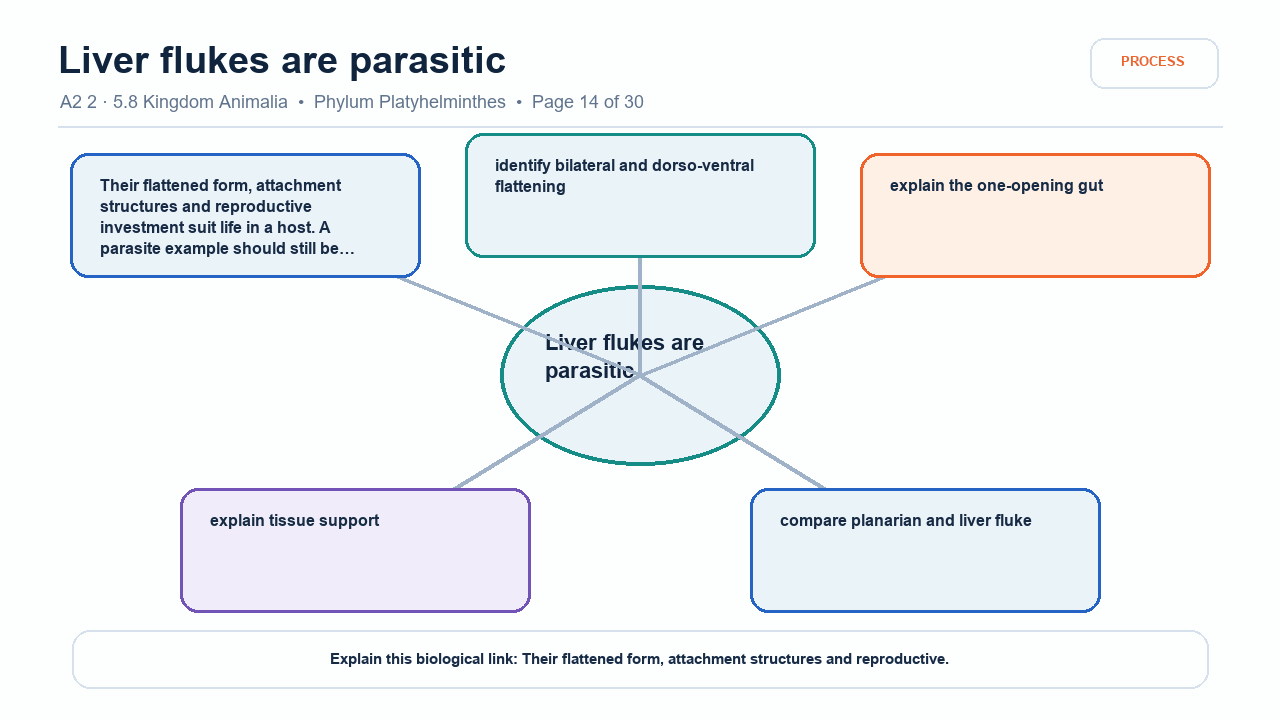 Liver flukes are parasitic
PROCESS
A2 2 · 5.8 Kingdom Animalia • Phylum Platyhelminthes • Page 14 of 30
Their flattened form, attachment
structures and reproductive
investment suit life in a host. A
parasite example should still be…
identify bilateral and dorso-ventral
flattening
explain the one-opening gut
Liver flukes are
parasitic
explain tissue support
compare planarian and liver fluke
Explain this biological link: Their flattened form, attachment structures and reproductive.